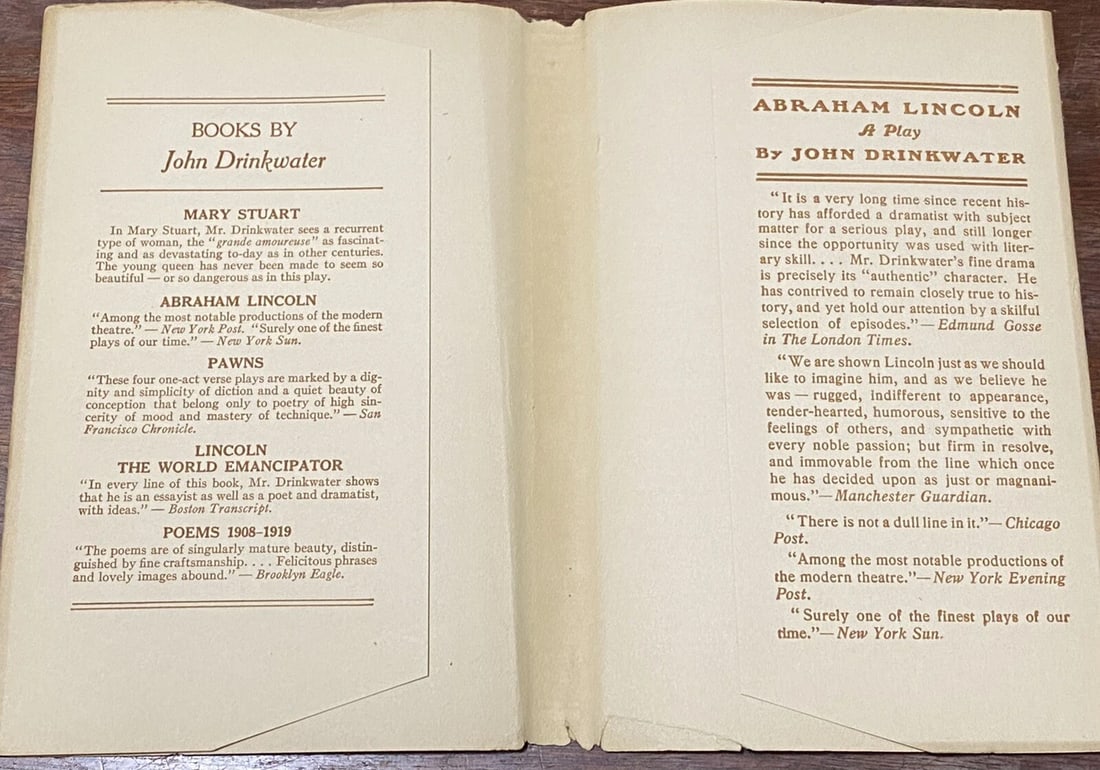 BOOKS BY
John Drinkwater
MARY STUART
In Mary Stuart, Mr. Drinkwater sees a recurrent
type of woman, the "grande amoureuse" as fascinat-
ing and as devastating to-day as in other centuries.
The young queen has never been made to seem so
beautiful — or so dangerous as in this play.
ABRAHAM LINCOLN
"Among the most notable productions of the modern
theatre." — New York Post. "Surely one of the finest
plays of our time." — New York Sun.
PAWNS
"These four one-act verse plays are marked by a dig-
nity and simplicity of diction and a quiet beauty of
conception that belong only to poetry of high sin-
cerity of mood and mastery of technique." — San
Francisco Chronicle.
LINCOLN
THE WORLD EMANCIPATOR
"In every line of this book, Mr. Drinkwater shows
that he is an essayist as well as a poet and dramatist,
with ideas." — Boston Transcript.
POEMS 1908–1919
"The poems are of singularly mature beauty, distin-
guished by fine craftsmanship. . . . Felicitous phrases
and lovely images abound." — Brooklyn Eagle.
ABRAHAM LINCOLN
A Play
By JOHN DRINKWATER
"It is a very long time since recent his-
tory has afforded a dramatist with subject
matter for a serious play, and still longer
since the opportunity was used with liter-
ary skill. . . . Mr. Drinkwater's fine drama
is precisely its "authentic" character. He
has contrived to remain closely true to his-
tory, and yet hold our attention by a skilful
selection of episodes."—Edmund Gosse
in The London Times.
"We are shown Lincoln just as we should
like to imagine him, and as we believe he
was — rugged, indifferent to appearance,
tender-hearted, humorous, sensitive to the
feelings of others, and sympathetic with
every noble passion; but firm in resolve,
and immovable from the line which once
he has decided upon as just or magnani-
mous."—Manchester Guardian.
"There is not a dull line in it."—Chicago
Post.
"Among the most notable productions of
the modern theatre."—New York Evening
Post.
"Surely one of the finest plays of our
time."—New York Sun.